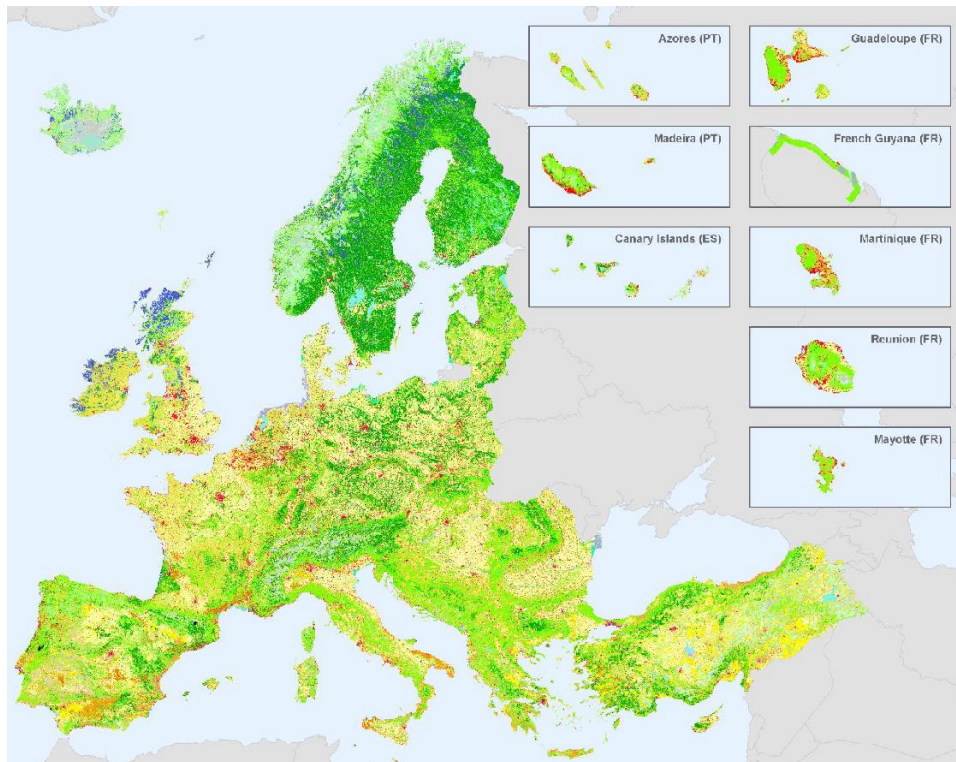 Azores (PT)
Guadeloupe (FR)
Madeira (PT)
French Guyana (FR)
Canary Islands (ES)
Martinique (FR)
Reunion (FR)
Mayotte (FR)